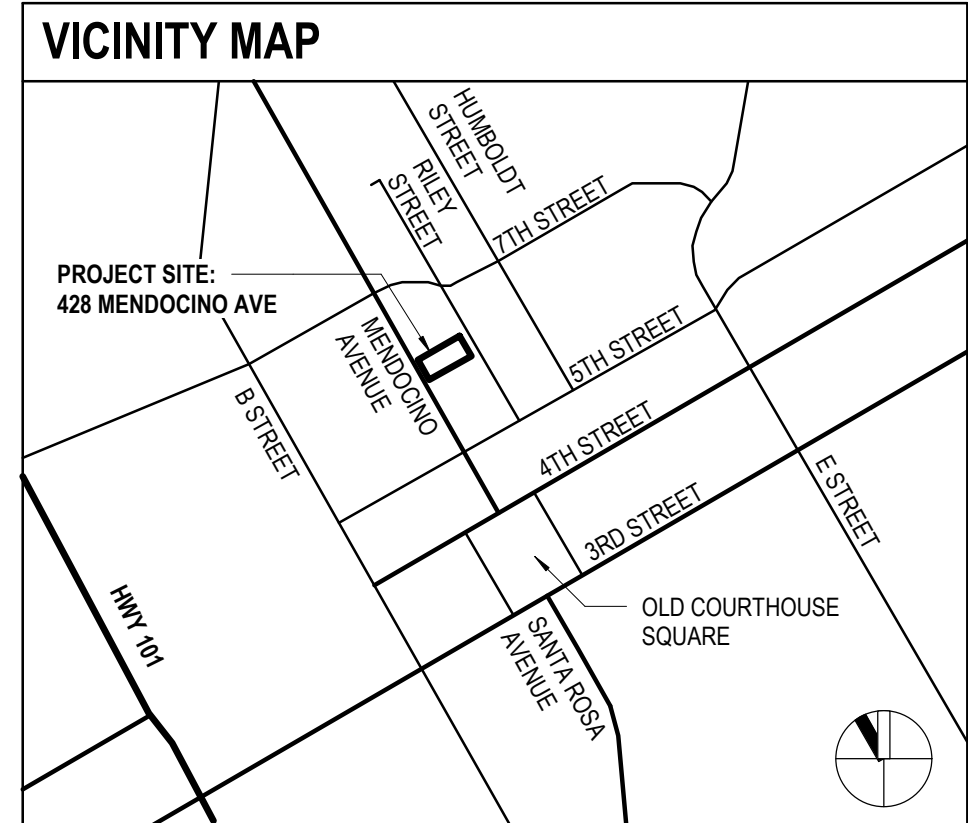 VICINITY MAP
HUMBOLDT
STREET
RILEY
STREET
7TH STREET
PROJECT SITE:
428 MENDOCINO AVE
MENDOCINO
AVENUE
5TH STREET
B STREET
4TH STREET
E STREET
3RD STREET
HWY 101
OLD COURTHOUSE
SQUARE
SANTA ROSA
AVENUE